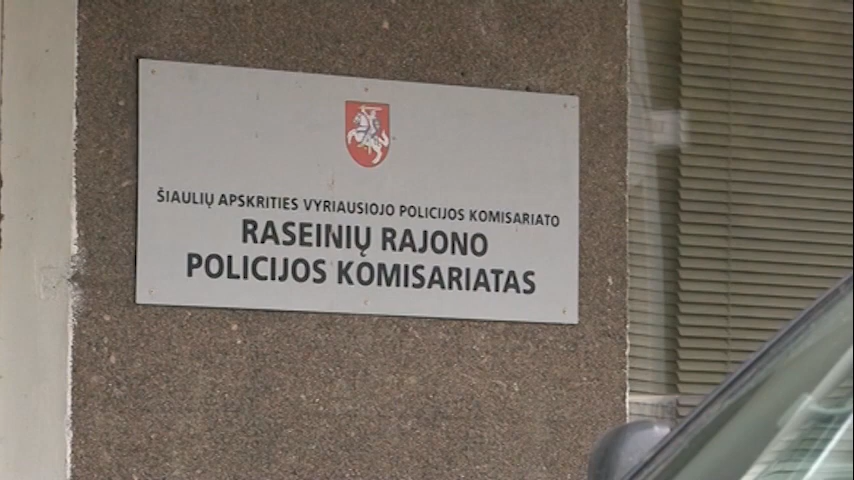 ŠIAULIŲ APSKRITIES VYRIAUSIOJO POLICIJOS KOMISARIATO
RASEINIŲ RAJONO
POLICIJOS KOMISARIATAS